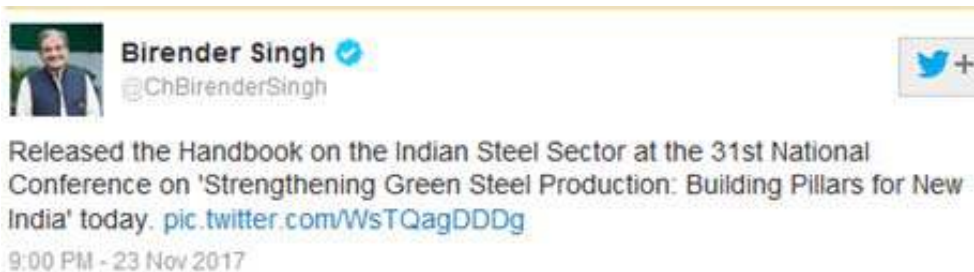 Birender Singh
@ChBirenderSingh
+
Released the Handbook on the Indian Steel Sector at the 31st National
Conference on 'Strengthening Green Steel Production: Building Pillars for New
India' today. pic.twitter.com/WsTQagDDDg
9:00 PM - 23 Nov 2017